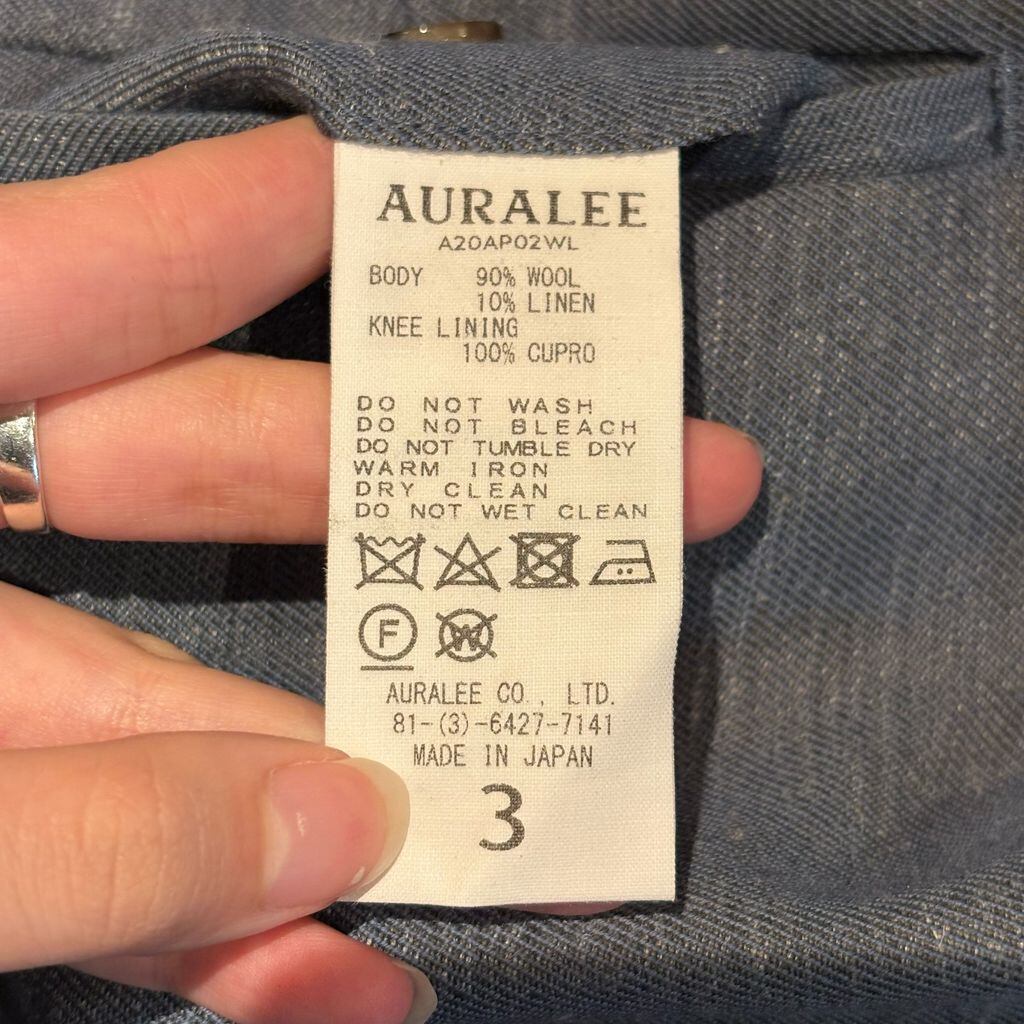 AURALEE
A20AP02WL
BODY 90% WOOL
10% LINEN
KNEE LINING
100% CUPRO
DO NOT WASH
DO NOT BLEACH
DO NOT TUMBLE DRY
WARM IRON
DRY CLEAN
DO NOT WET CLEAN
F W
AURALEE CO., LTD.
81-(3)-6427-7141
MADE IN JAPAN
3